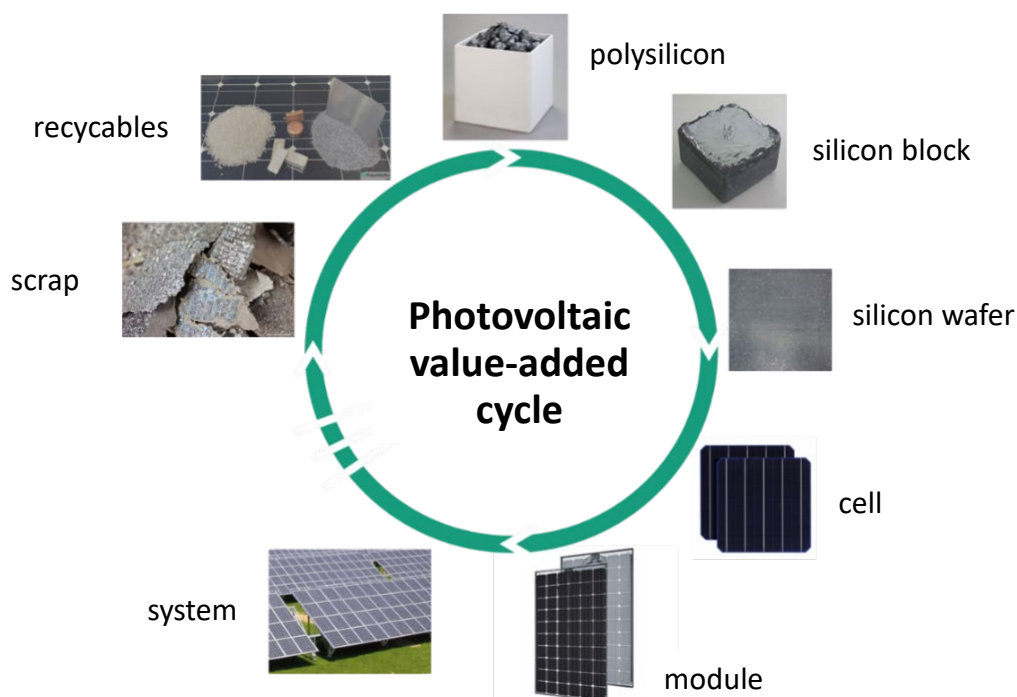 polysilicon
recycables
silicon block
scrap
silicon wafer
Photovoltaic
value-added
cycle
cell
system
module